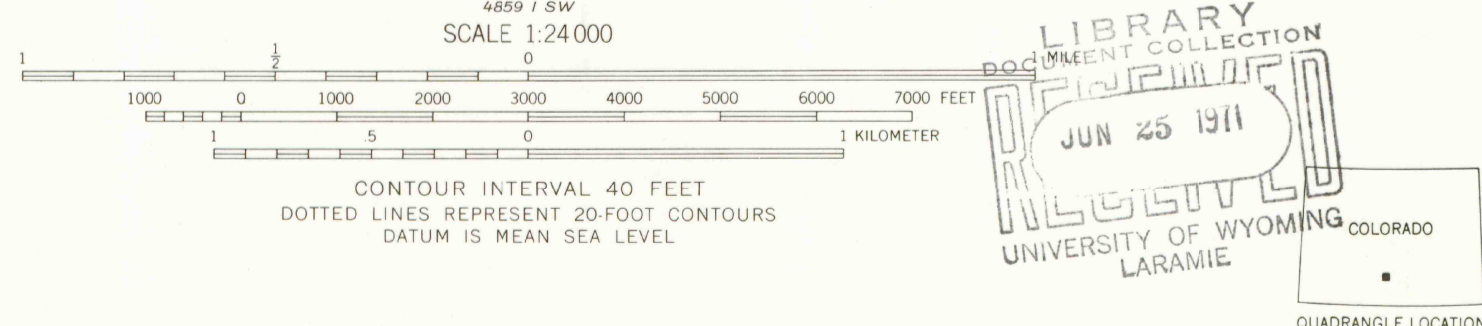 4859 I SW
SCALE 1:24000
1 1/2 0 1 MILE
1000 0 1000 2000 3000 4000 5000 6000 7000 FEET
1 .5 0 1 KILOMETER
CONTOUR INTERVAL 40 FEET
DOTTED LINES REPRESENT 20-FOOT CONTOURS
DATUM IS MEAN SEA LEVEL
LIBRARY
DOCUMENT COLLECTION
RECEIVED
JUN 25 1971
UNIVERSITY OF WYOMING
LARAMIE
COLORADO
QUADRANGLE LOCATION